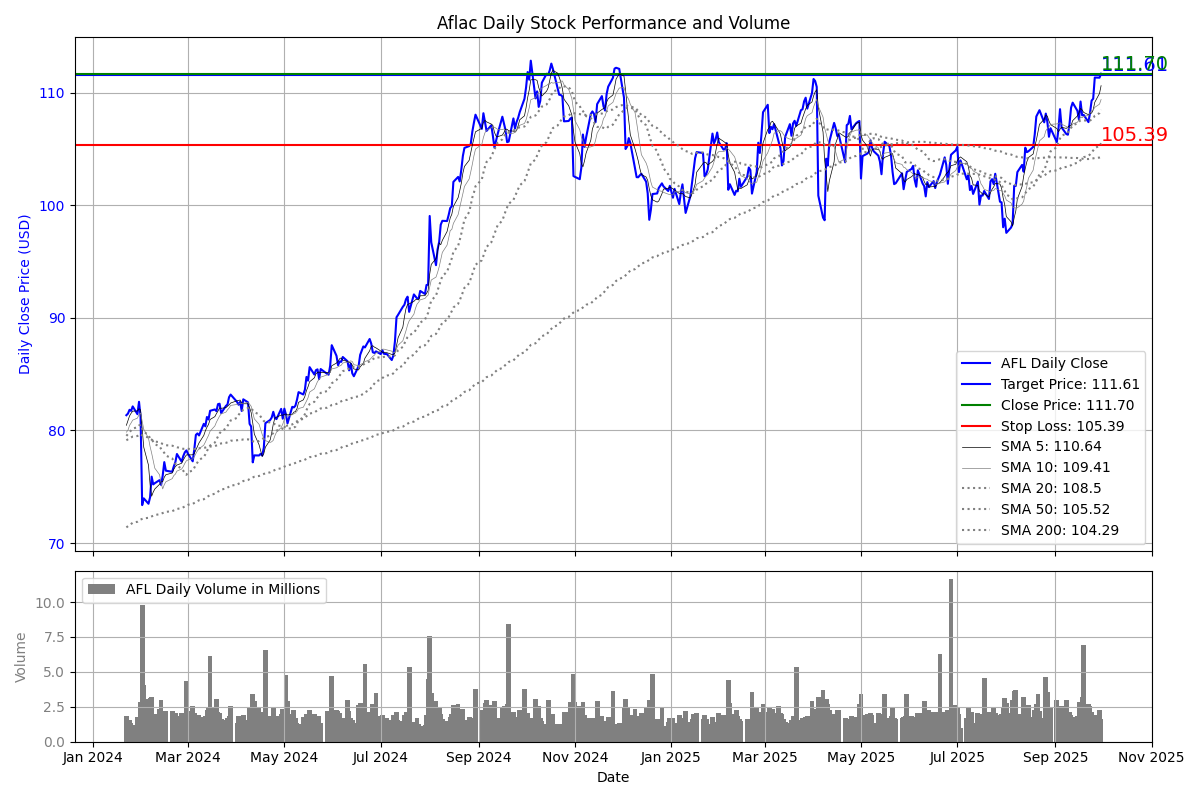 Aflac Daily Stock Performance and Volume
111.70
111.61
110
105.39
100
90
80
70
Daily Close Price (USD)
AFL Daily Close
Target Price: 111.61
Close Price: 111.70
Stop Loss: 105.39
SMA 5: 110.64
SMA 10: 109.41
SMA 20: 108.5
SMA 50: 105.52
SMA 200: 104.29
AFL Daily Volume in Millions
10.0
7.5
5.0
2.5
0.0
Volume
Jan 2024 Mar 2024 May 2024 Jul 2024 Sep 2024 Nov 2024 Jan 2025 Mar 2025 May 2025 Jul 2025 Sep 2025 Nov 2025
Date